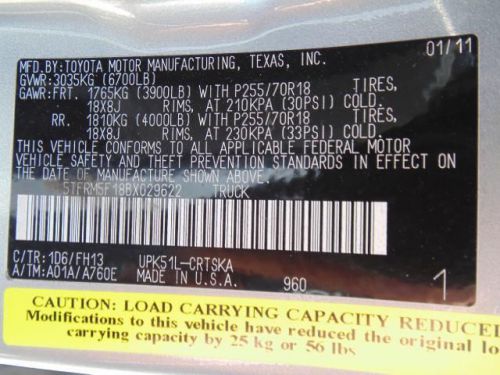 MFD.BY:TOYOTA MOTOR MANUFACTURING, TEXAS, INC. 01/11
GVWR:3035KG (6700LB)
GAWR:FRT. 1765KG (3900LB) WITH P255/70R18 TIRES,
18X8J RIMS, AT 210KPA (30PSI) COLD.
RR. 1810KG (4000LB) WITH P255/70R18 TIRES,
18X8J RIMS, AT 230KPA (33PSI) COLD.
THIS VEHICLE CONFORMS TO ALL APPLICABLE FEDERAL MOTOR
VEHICLE SAFETY AND THEFT PREVENTION STANDARDS IN EFFECT
ON THE DATE OF MANUFACTURE SHOWN ABOVE.
5TFRM5F18BX029622 TRUCK
C/TR:1D6/FH13 UPK51L-CRTSKA
A/TM:A01A/A760E MADE IN U.S.A. 960 1
CAUTION: LOAD CARRYING CAPACITY REDUCED
Modifications to this vehicle have reduced the original lo
carrying capacity by 25 kg or 56 lbs